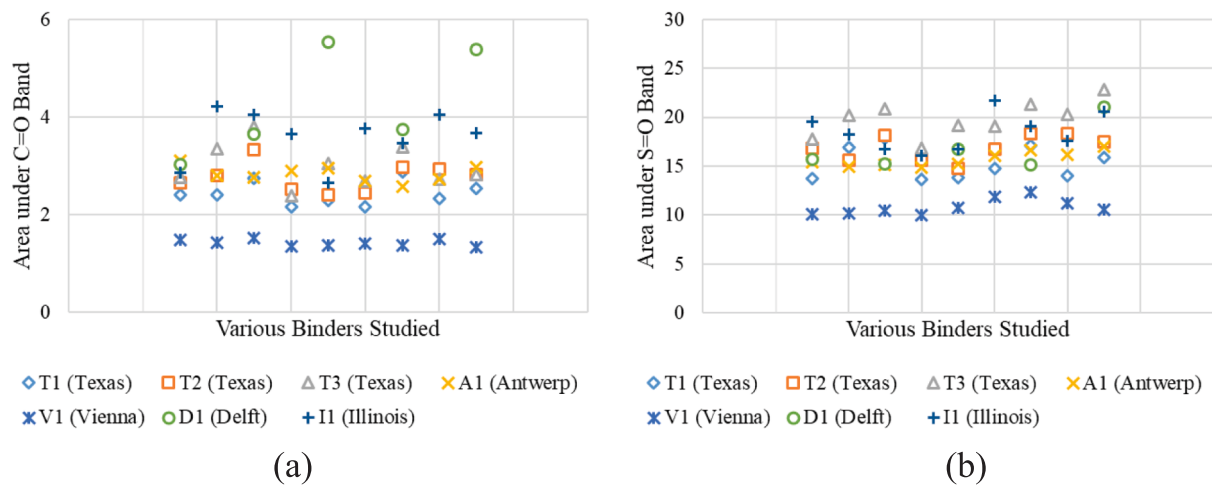 6
4
2
0
Area under C=O Band
Various Binders Studied
T1 (Texas) T2 (Texas) T3 (Texas) A1 (Antwerp)
V1 (Vienna) D1 (Delft) I1 (Illinois)
(a)
30
25
20
15
10
5
0
Area under S=O Band
Various Binders Studied
T1 (Texas) T2 (Texas) T3 (Texas) A1 (Antwerp)
V1 (Vienna) D1 (Delft) I1 (Illinois)
(b)